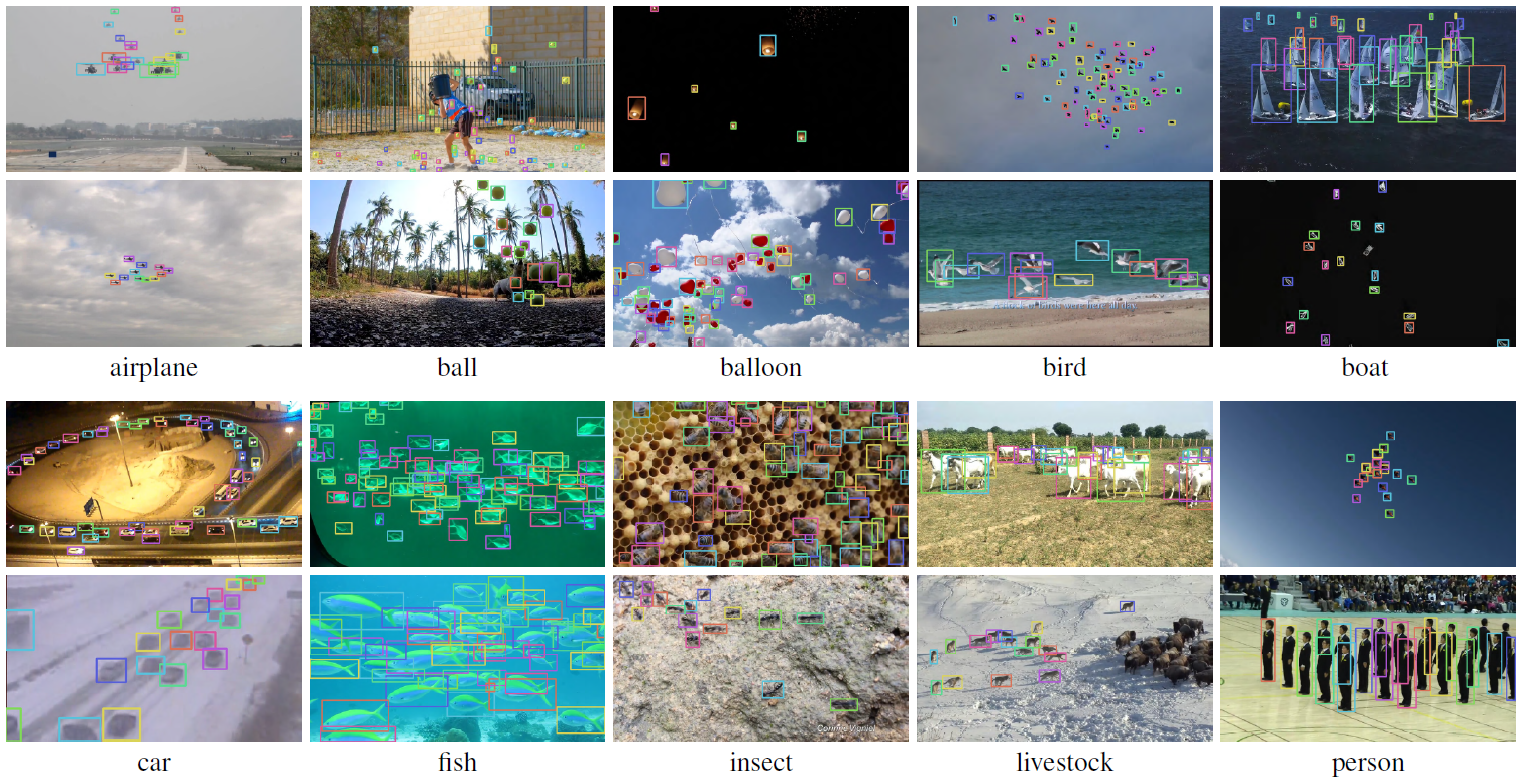 airplane
ball
balloon
bird
boat
car
fish
insect
livestock
person